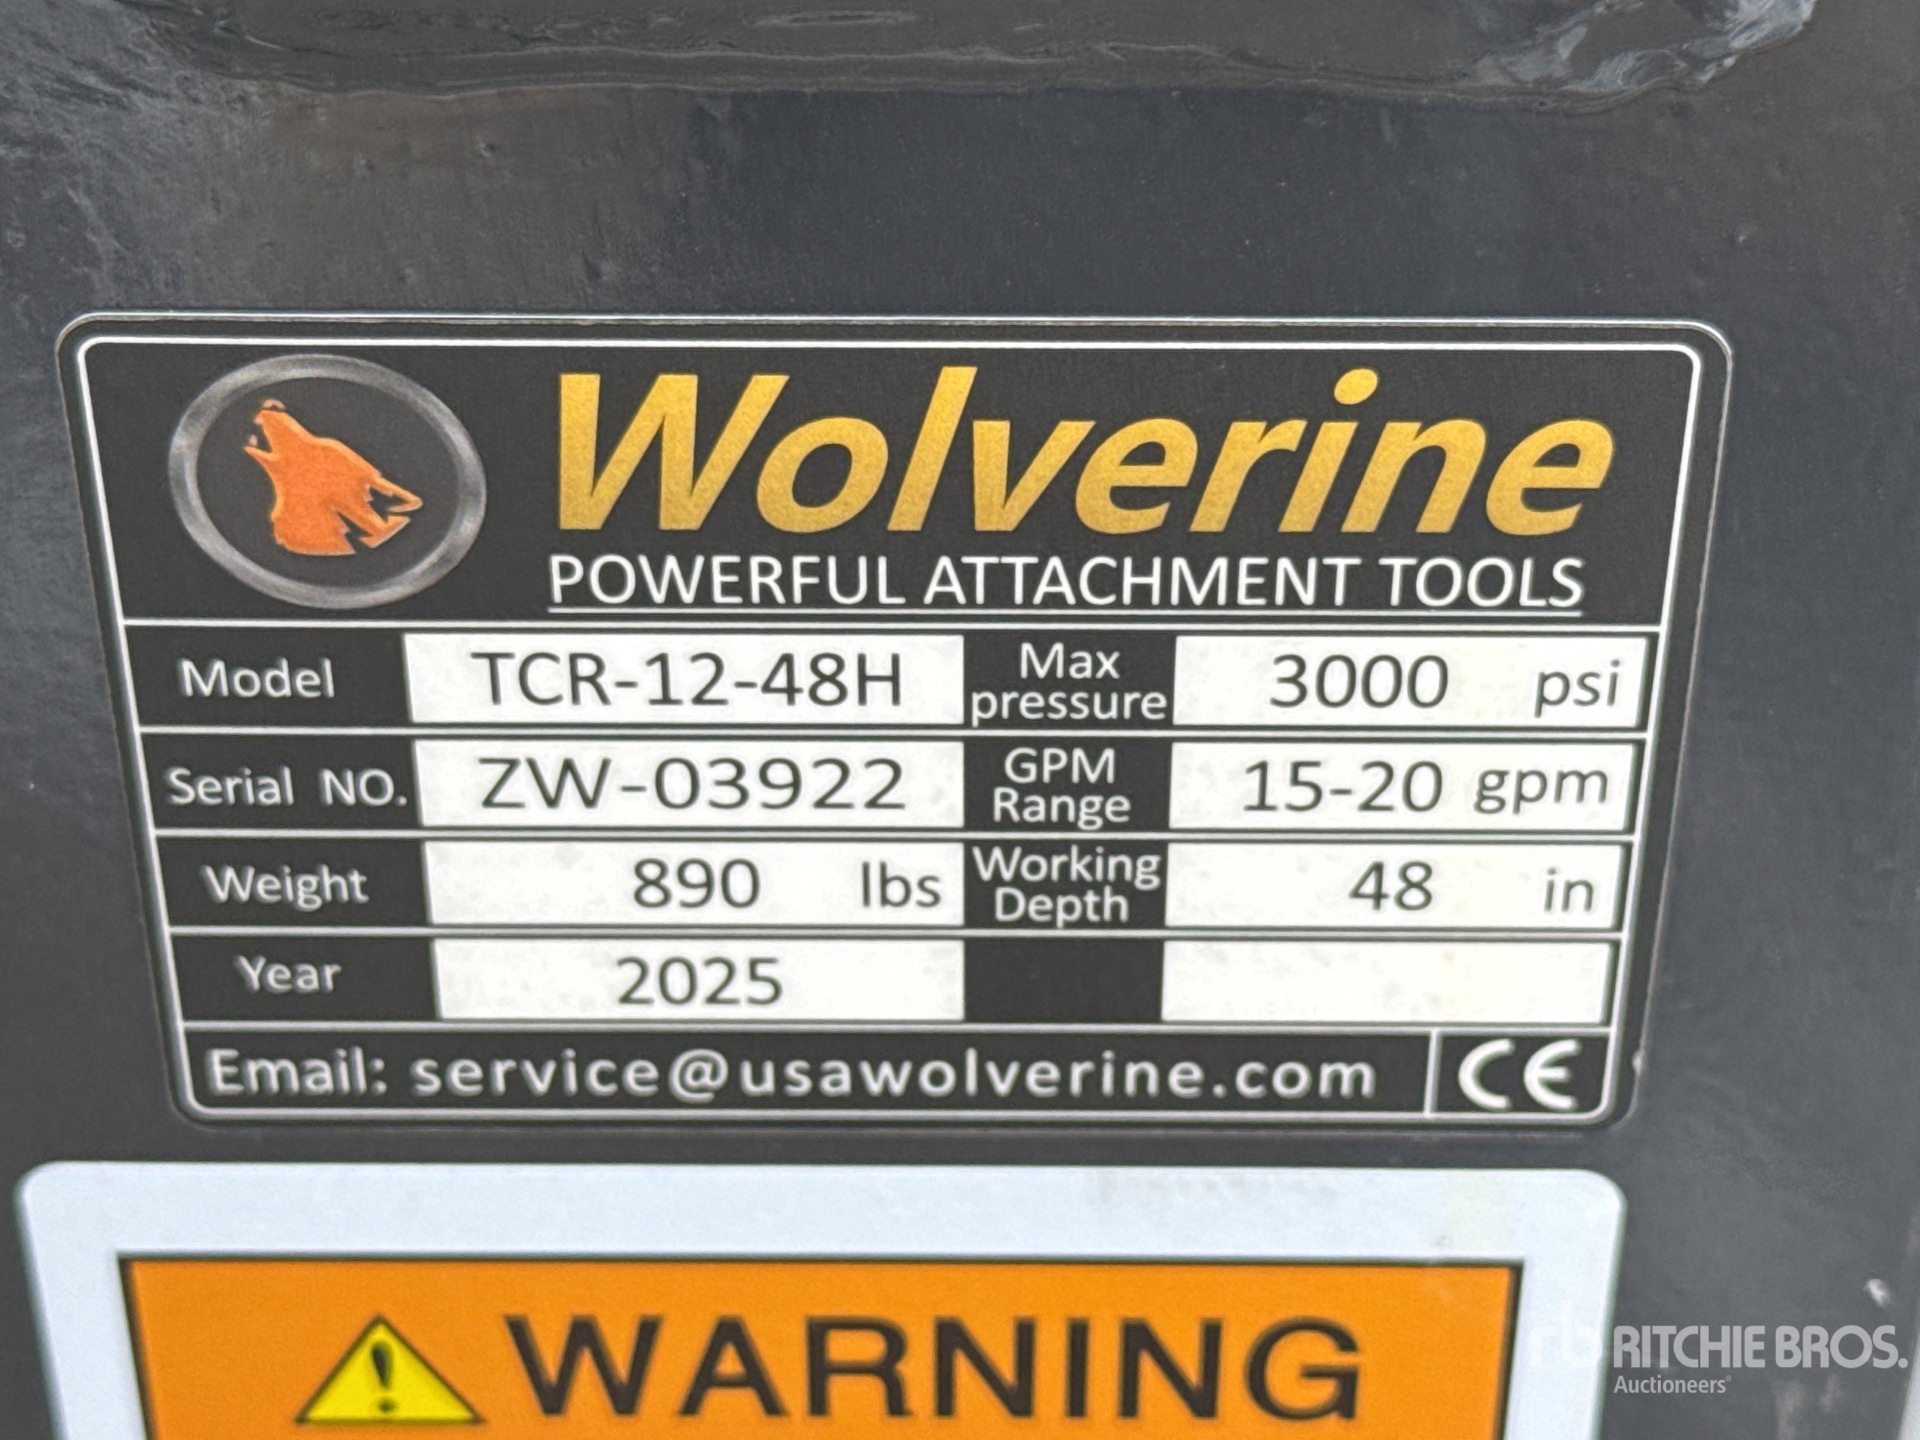 Wolverine
POWERFUL ATTACHMENT TOOLS
Model TCR-12-48H Max pressure 3000 psi
Serial NO. ZW-03922 GPM Range 15-20 gpm
Weight 890 lbs Working Depth 48 in
Year 2025
Email: service@usawolverine.com CE
WARNING
rb RITCHIE BROS.
Auctioneers